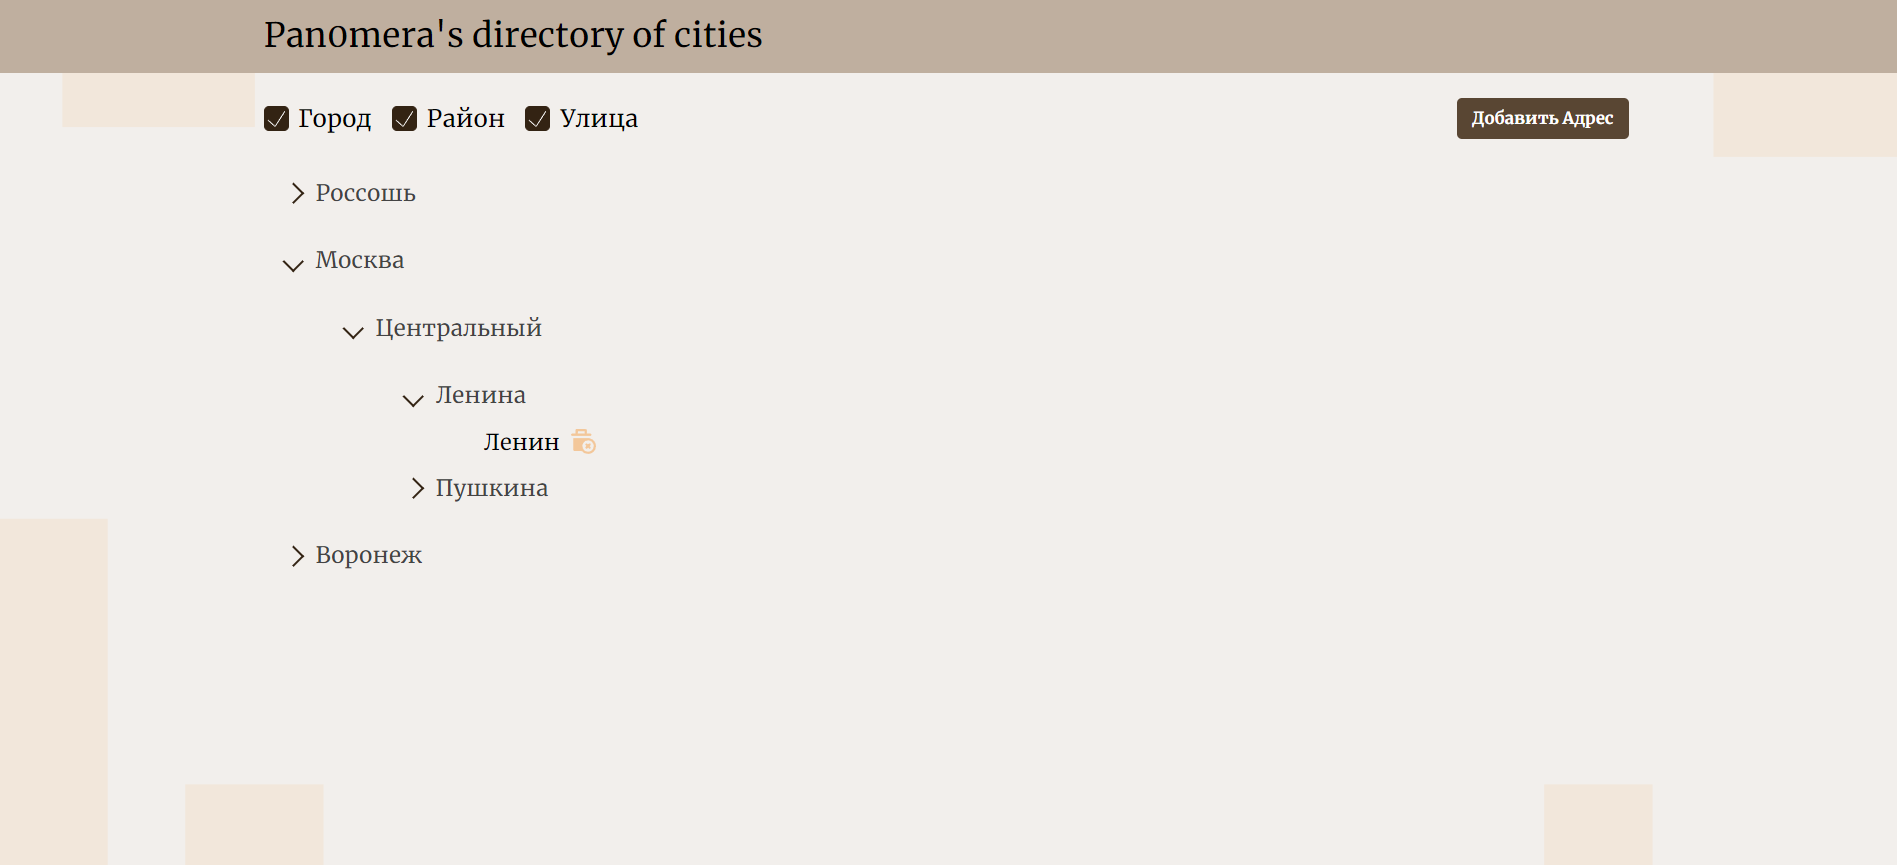 Pan0mera's directory of cities
Город Район Улица Добавить Адрес
Россошь
Москва
Центральный
Ленина
Ленин
Пушкина
Воронеж